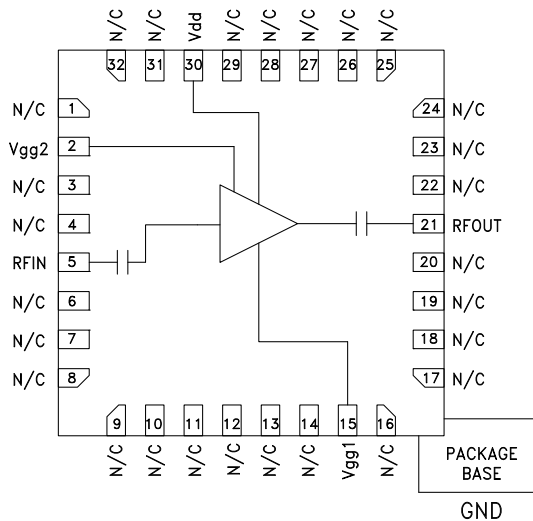 N/C N/C Vdd N/C N/C N/C N/C N/C
32 31 30 29 28 27 26 25
N/C 1
Vgg2 2
N/C 3
N/C 4
RFIN 5
N/C 6
N/C 7
N/C 8
24 N/C
23 N/C
22 N/C
21 RFOUT
20 N/C
19 N/C
18 N/C
17 N/C
9 10 11 12 13 14 15 16
N/C N/C N/C N/C N/C N/C Vgg1 N/C
PACKAGE
BASE
GND